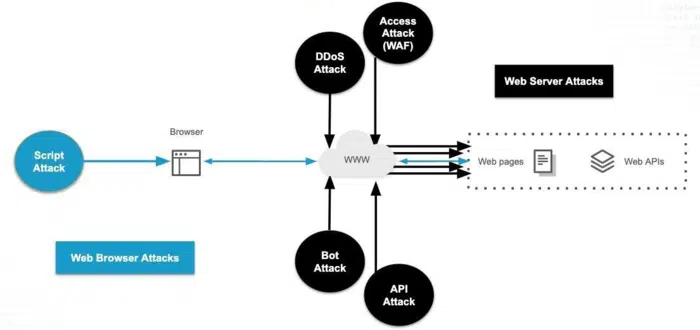 Access
Attack
(WAF)
DDoS
Attack
Web Server Attacks
Browser
Script
Attack
WWW
Web pages
Web APIs
Web Browser Attacks
Bot
Attack
API
Attack